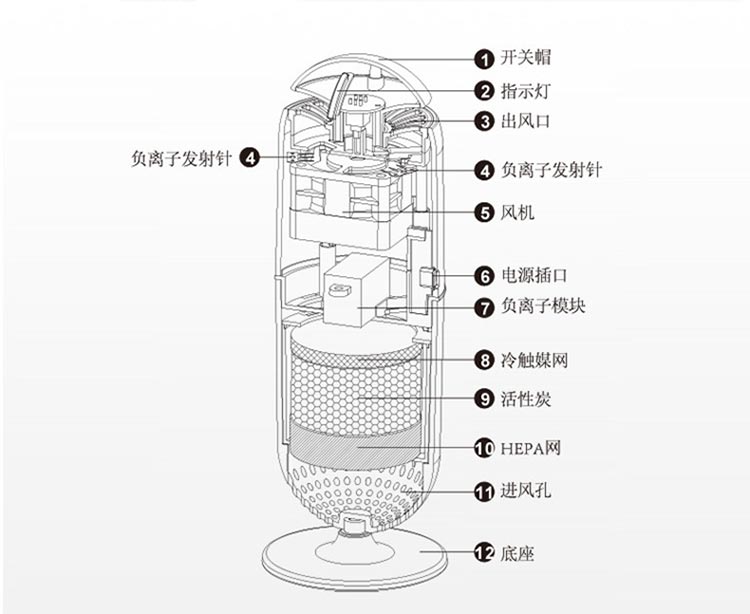 1 开关帽
2 指示灯
3 出风口
负离子发射针 4
4 负离子发射针
5 风机
6 电源插口
7 负离子模块
8 冷触媒网
9 活性炭
10 HEPA网
11 进风孔
12 底座